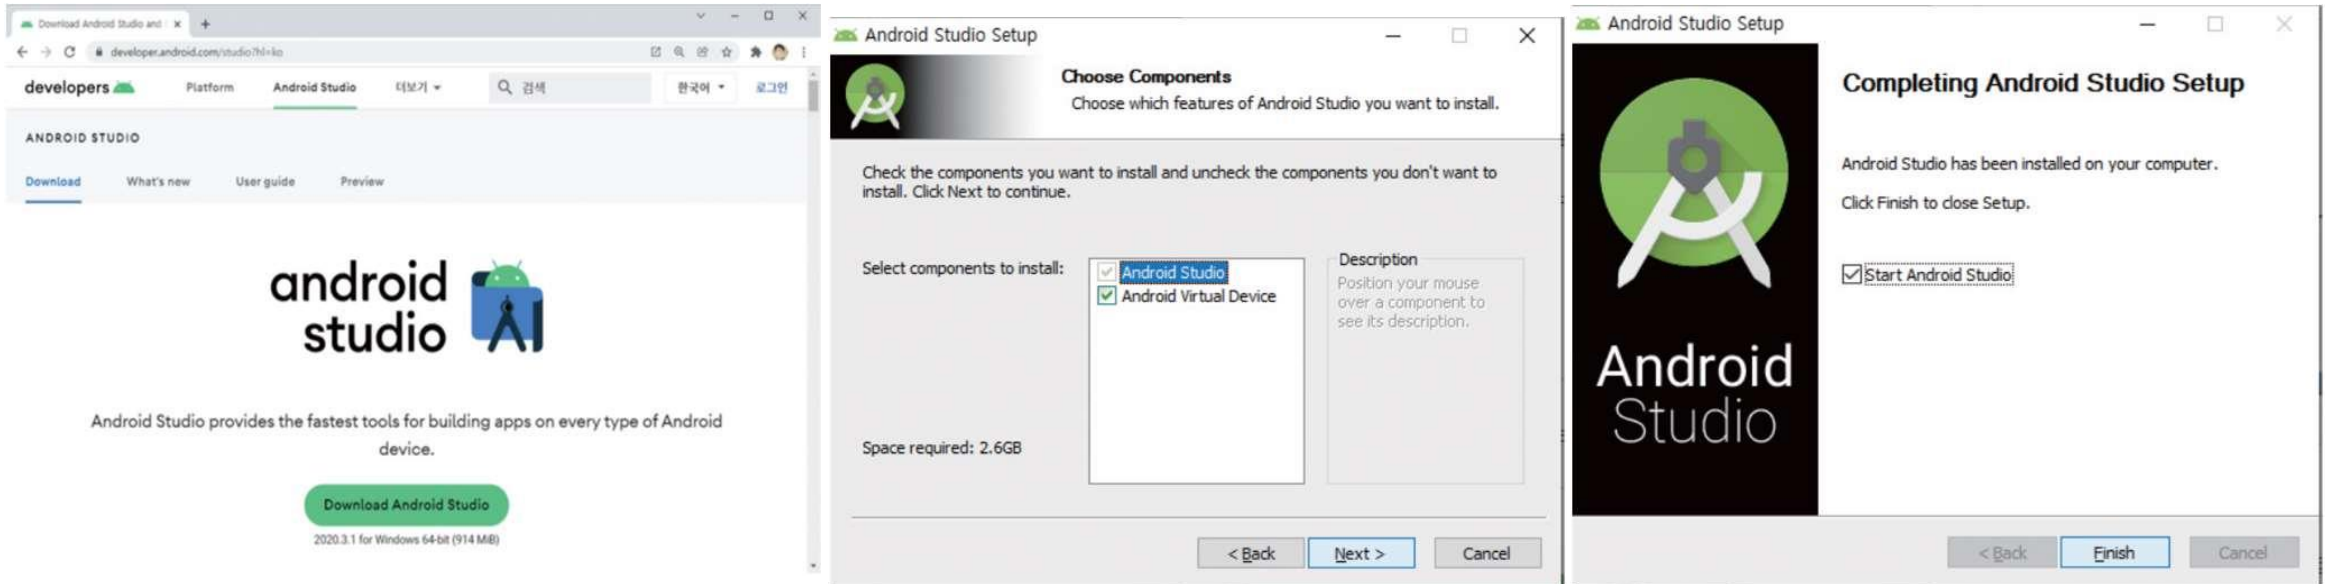 Download Android Studio and
developer.android.com/studio?hl=ko
developers Platform Android Studio 더보기 검색 한국어 로그인
ANDROID STUDIO
Download What's new User guide Preview
android
studio
Android Studio provides the fastest tools for building apps on every type of Android
device.
Download Android Studio
2020.3.1 for Windows 64-bit (914 MiB)
Android Studio Setup
Choose Components
Choose which features of Android Studio you want to install.
Check the components you want to install and uncheck the components you don't want to
install. Click Next to continue.
Select components to install:
Android Studio
Android Virtual Device
Description
Position your mouse
over a component to
see its description.
Space required: 2.6GB
< Back Next > Cancel
Android Studio Setup
Android
Studio
Completing Android Studio Setup
Android Studio has been installed on your computer.
Click Finish to close Setup.
Start Android Studio
< Back Finish Cancel